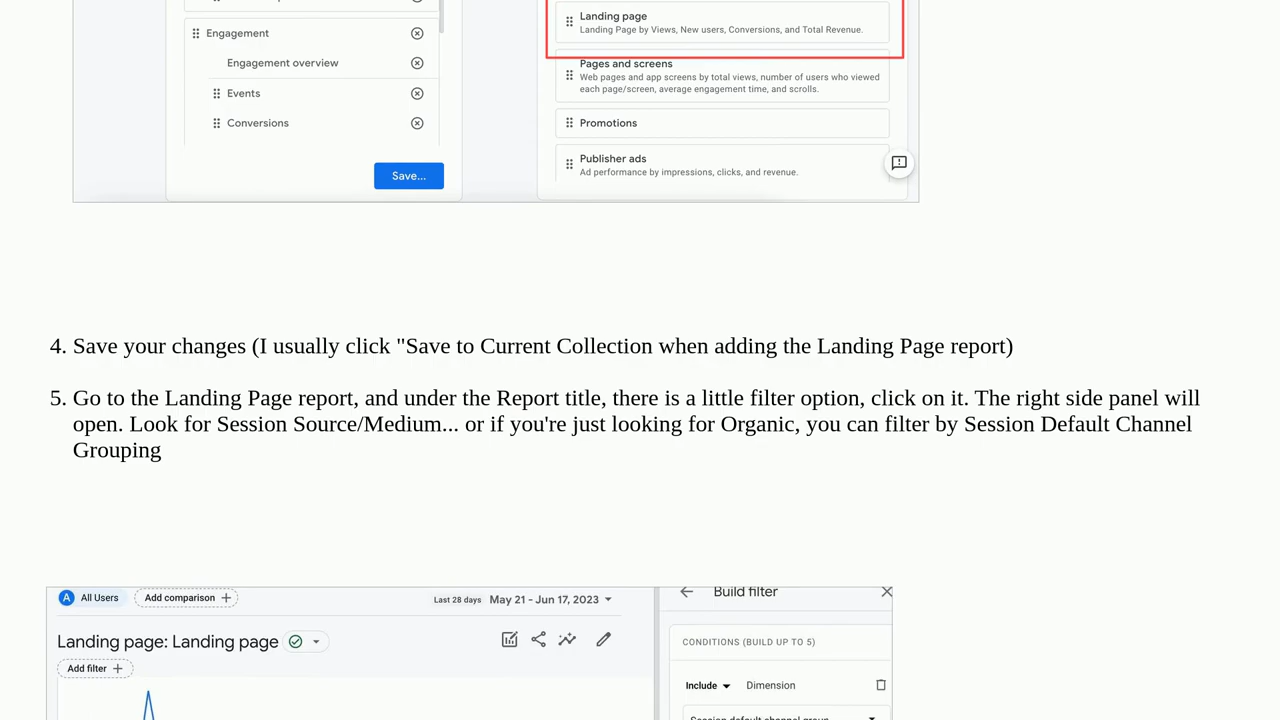 Landing page
Landing Page by Views, New users, Conversions, and Total Revenue.
Engagement
Engagement overview
Pages and screens
Web pages and app screens by total views, number of users who viewed
each page/screen, average engagement time, and scrolls.
Events
Conversions
Promotions
Publisher ads
Ad performance by impressions, clicks, and revenue.
Save...
4. Save your changes (I usually click "Save to Current Collection when adding the Landing Page report)
5. Go to the Landing Page report, and under the Report title, there is a little filter option, click on it. The right side panel will
open. Look for Session Source/Medium... or if you're just looking for Organic, you can filter by Session Default Channel
Grouping
A All Users
Add comparison +
Last 28 days May 21 - Jun 17, 2023
Build filter
Landing page: Landing page
CONDITIONS (BUILD UP TO 5)
Add filter +
Include
Dimension
Session default channel group